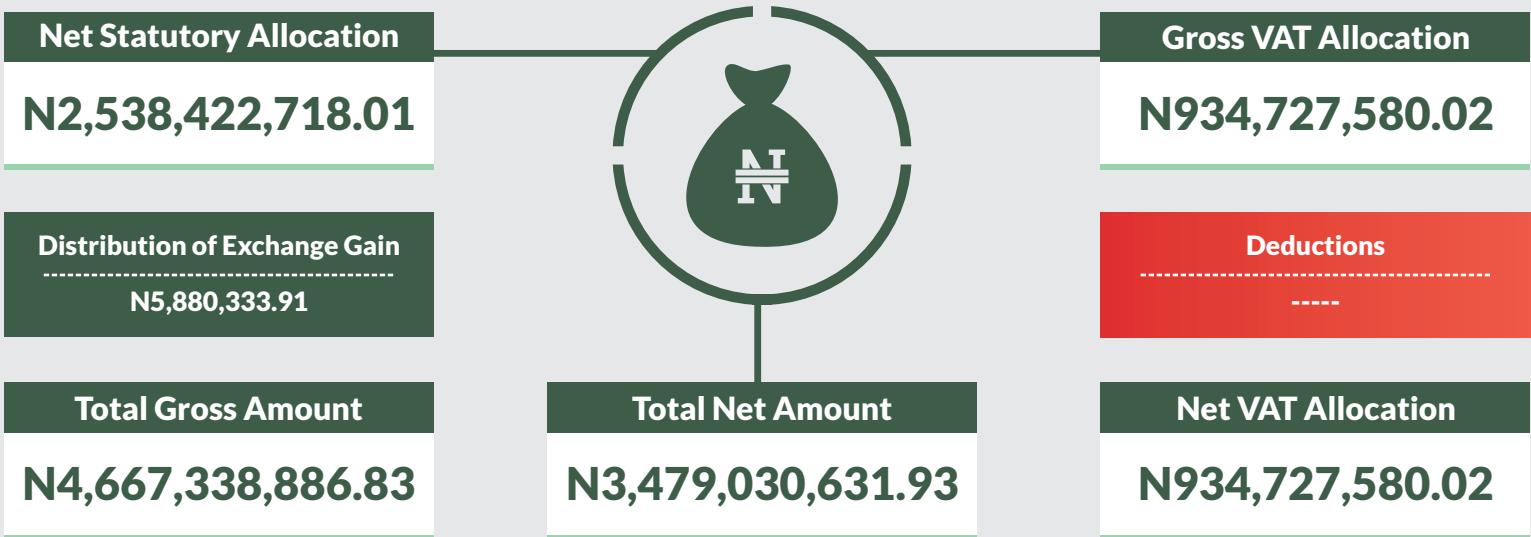 Net Statutory Allocation
N2,538,422,718.01
Gross VAT Allocation
N934,727,580.02
Distribution of Exchange Gain
N5,880,333.91
Deductions
-----
Total Gross Amount
N4,667,338,886.83
Total Net Amount
N3,479,030,631.93
Net VAT Allocation
N934,727,580.02
₦